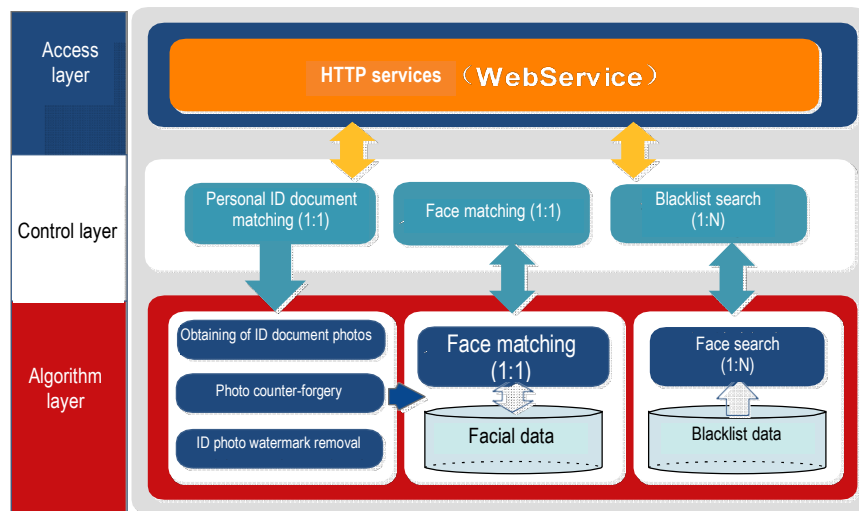 Access
layer
HTTP services（WebService）
Control layer
Personal ID document
matching (1:1)
Face matching (1:1)
Blacklist search
(1:N)
Algorithm
layer
Obtaining of ID document photos
Photo counter-forgery
ID photo watermark removal
Face matching
(1:1)
Facial data
Face search
(1:N)
Blacklist data